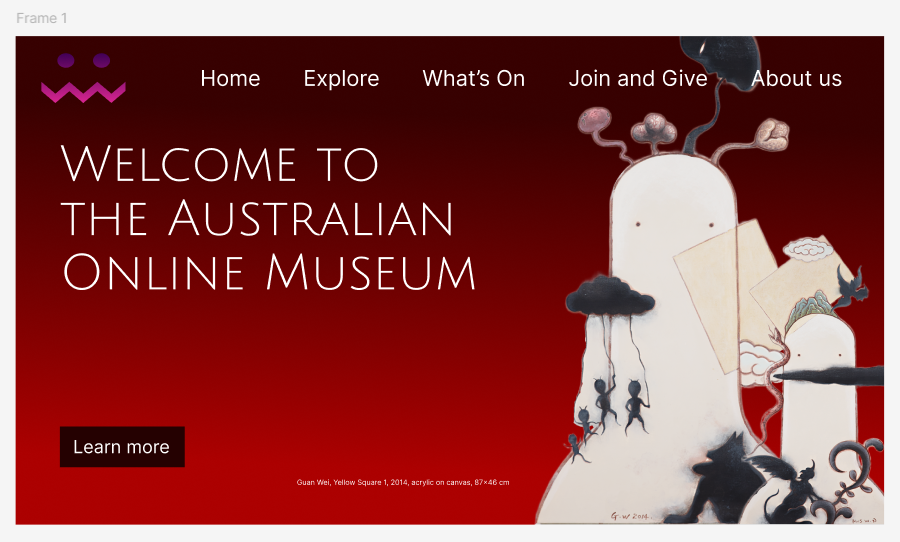 Frame 1
Home Explore What's On Join and Give About us
Welcome to
the Australian
Online Museum
Learn more
Guan Wei, Yellow Square 1, 2014, acrylic on canvas, 87×46 cm
G.W 2014.